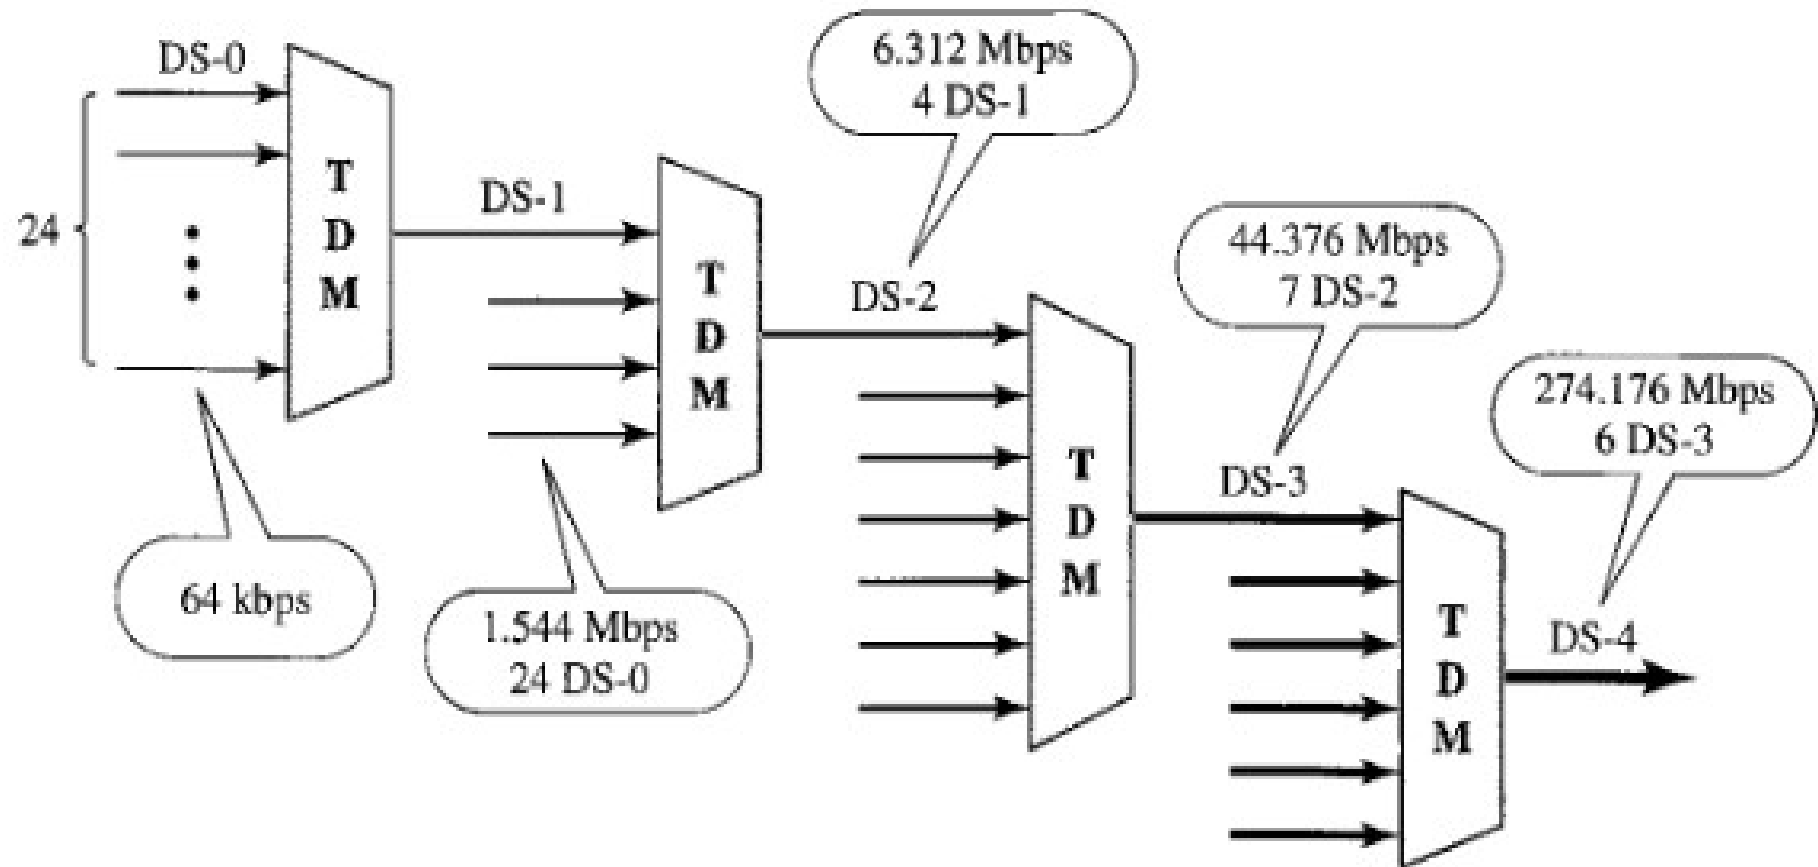 DS-0
24
T
D
M
64 kbps
DS-1
1.544 Mbps
24 DS-0
T
D
M
6.312 Mbps
4 DS-1
DS-2
T
D
M
44.376 Mbps
7 DS-2
DS-3
T
D
M
274.176 Mbps
6 DS-3
DS-4